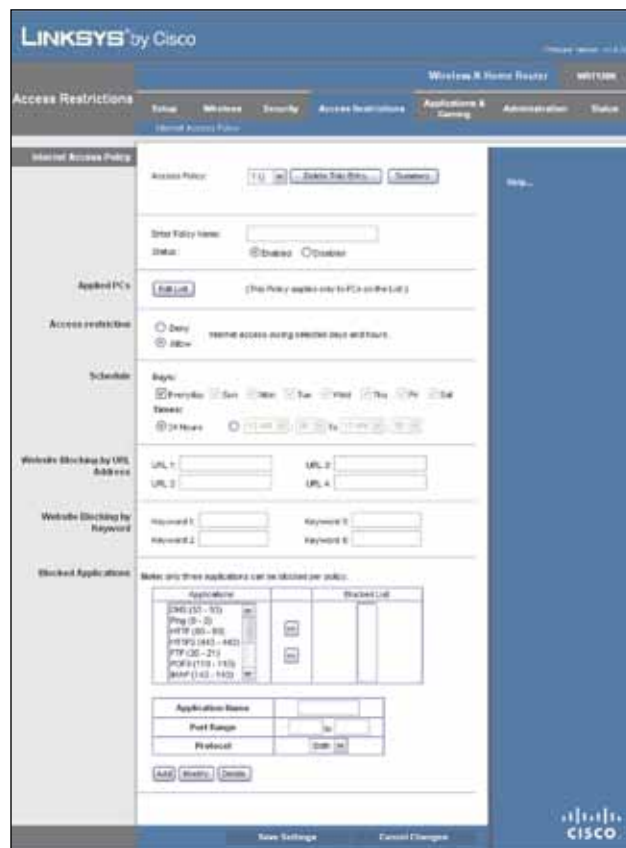 LINKSYS® by Cisco
Wireless-N Home Router
Access Restrictions
Setup Wireless Security Access Restrictions Applications & Gaming Administration Status
Internet Access Policy
Internet Access Policy
Access Policy: Delete This Entry Summary
Help...
Enter Policy Name:
Status: Enabled Disabled
Applied PCs
Edit List (This Policy applies only to PCs on the List.)
Access restriction
Deny
Allow
Internet access during selected days and hours.
Schedule
Days:
Everyday Sun Mon Tue Wed Thu Fri Sat
Times:
24 Hours To
Website Blocking by URL Address
URL 1: URL 3:
URL 2: URL 4:
Website Blocking by Keyword
Keyword 1: Keyword 3:
Keyword 2: Keyword 4:
Blocked Applications
Note: only three applications can be blocked per policy.
Applications Blocked List
DNS (53 - 53)
Ping (0 - 0)
HTTP (80 - 80)
HTTPS (443 - 443)
FTP (20 - 21)
POP3 (110 - 110)
IMAP (143 - 143)
>>
<<
Application Name
Port Range to
Protocol Both
Add Modify Delete
Save Settings Cancel Changes
CISCO